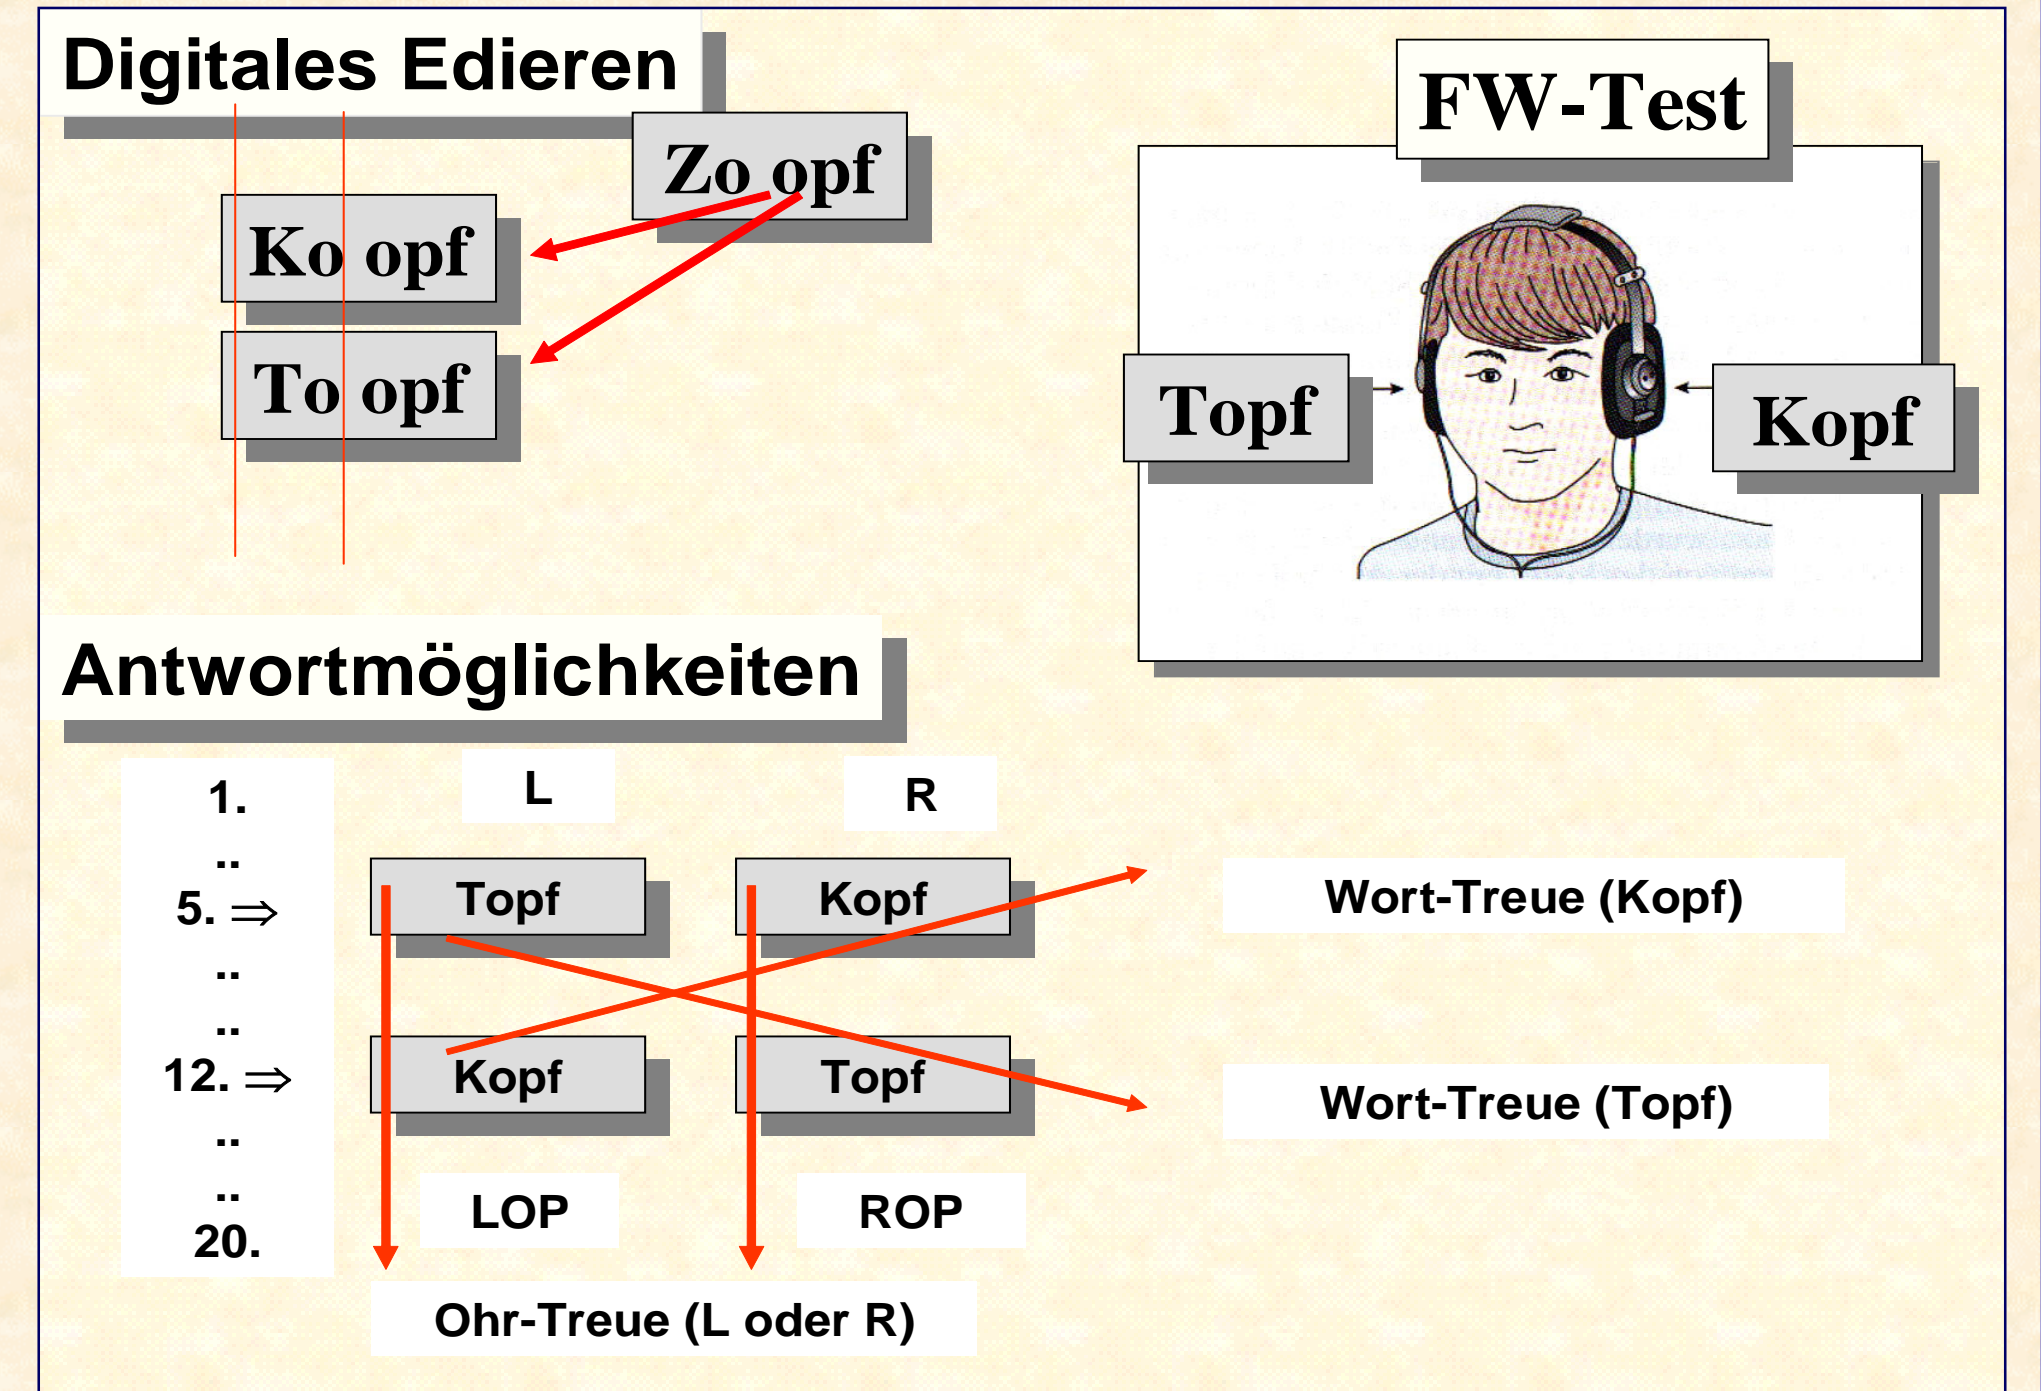 Digitales Edieren
Zo opf
Ko opf
To opf
FW-Test
Topf
Kopf
Antwortmöglichkeiten
L
R
1.
..
5. ⇒
Topf
Kopf
Wort-Treue (Kopf)
..
..
12. ⇒
Kopf
Topf
Wort-Treue (Topf)
..
..
20.
LOP
ROP
Ohr-Treue (L oder R)